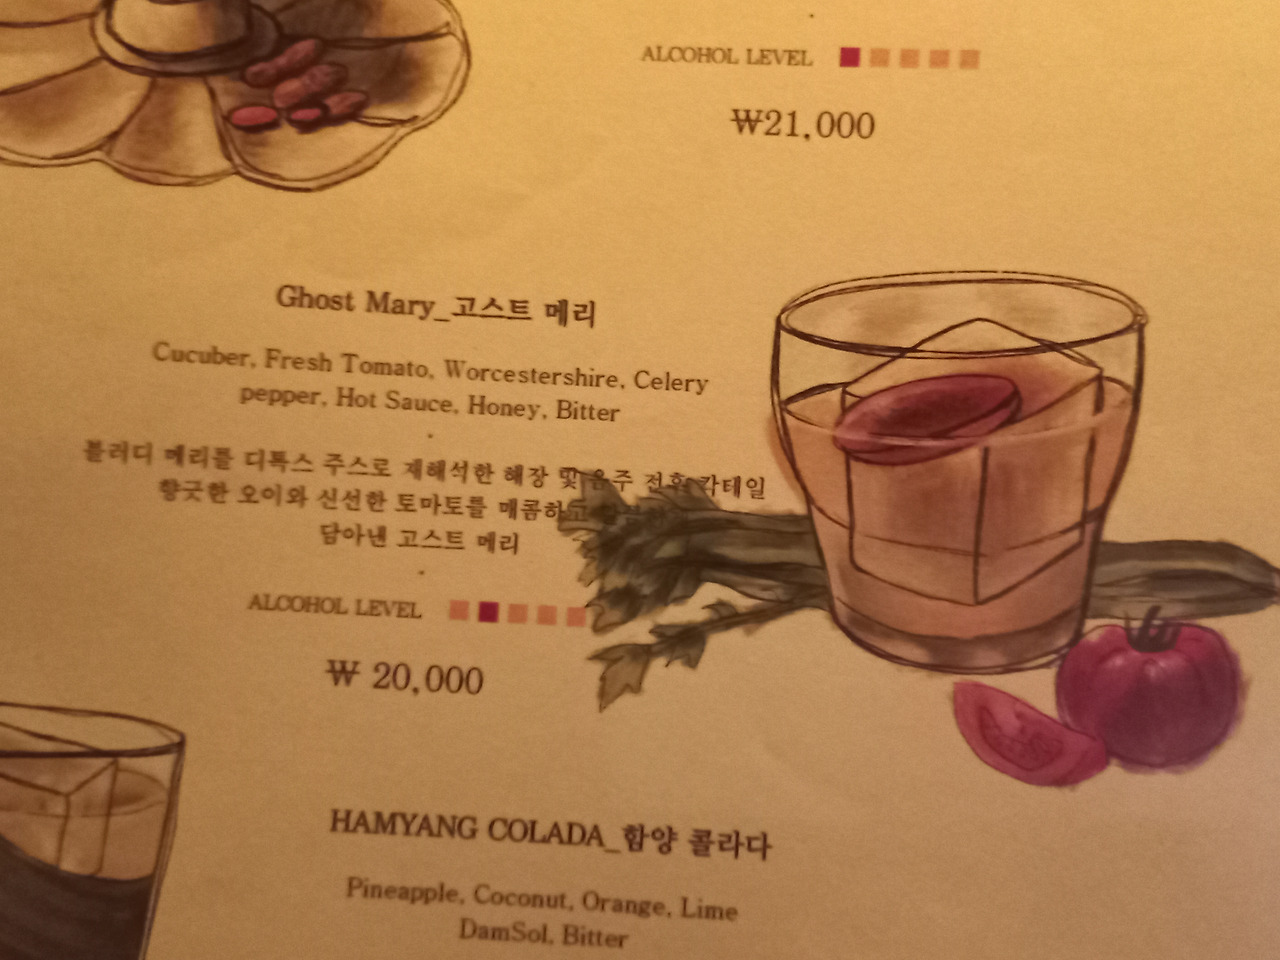 ALCOHOL LEVEL
₩21,000
Ghost Mary_고스트 메리
Cucuber, Fresh Tomato, Worcestershire, Celery
pepper, Hot Sauce, Honey, Bitter
블러디 메리를 디톡스 주스로 재해석한 해장 및 음주 전후 칵테일
향긋한 오이와 신선한 토마토를 매콤하고
담아낸 고스트 메리
ALCOHOL LEVEL
₩ 20,000
HAMYANG COLADA_함양 콜라다
Pineapple, Coconut, Orange, Lime
DamSol, Bitter